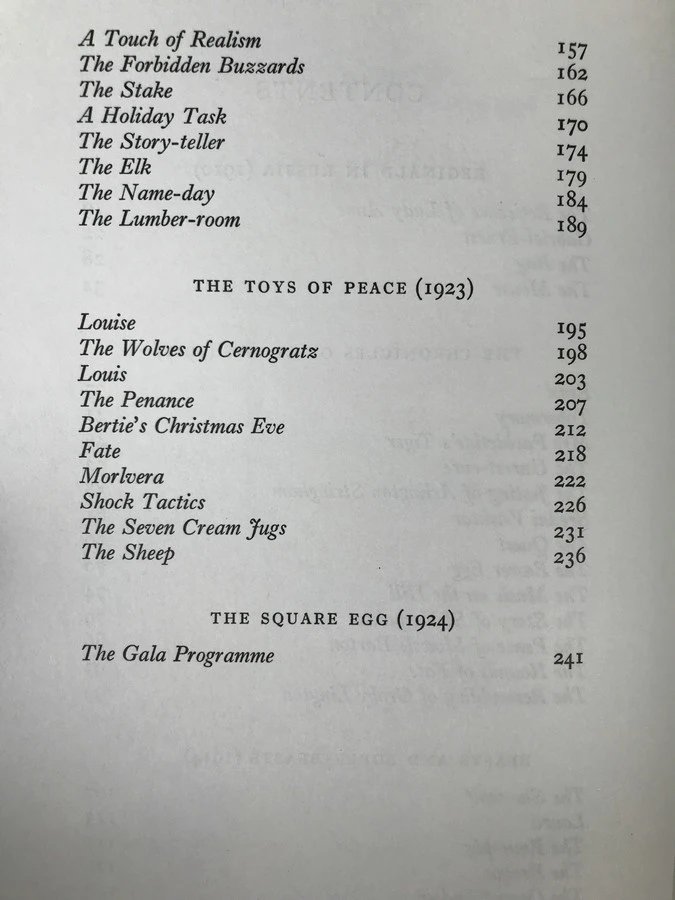 A Touch of Realism 157
The Forbidden Buzzards 162
The Stake 166
A Holiday Task 170
The Story-teller 174
The Elk 179
The Name-day 184
The Lumber-room 189
THE TOYS OF PEACE (1923)
Louise 195
The Wolves of Cernogratz 198
Louis 203
The Penance 207
Bertie's Christmas Eve 212
Fate 218
Morlvera 222
Shock Tactics 226
The Seven Cream Jugs 231
The Sheep 236
THE SQUARE EGG (1924)
The Gala Programme 241